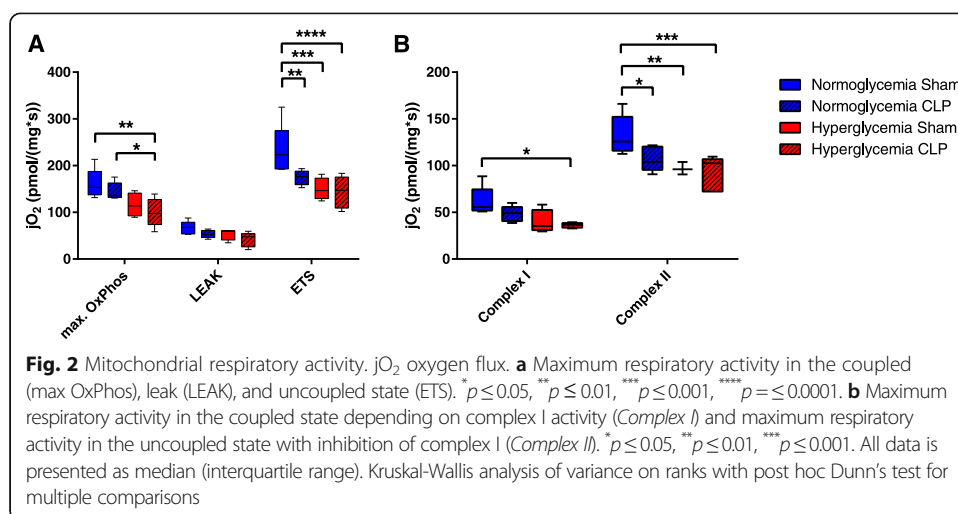 A
B
****
***
**
**
*
400
300
200
100
0
jO2 (pmol/(mg*s))
max. OxPhos
LEAK
ETS
***
**
*
*
200
150
100
50
0
jO2 (pmol/(mg*s))
Complex I
Complex II
Normoglycemia Sham
Normoglycemia CLP
Hyperglycemia Sham
Hyperglycemia CLP
Fig. 2 Mitochondrial respiratory activity. jO2 oxygen flux. a Maximum respiratory activity in the coupled
(max OxPhos), leak (LEAK), and uncoupled state (ETS). *p ≤ 0.05, **p ≤ 0.01, ***p ≤ 0.001, ****p = ≤ 0.0001. b Maximum
respiratory activity in the coupled state depending on complex I activity (Complex I) and maximum respiratory
activity in the uncoupled state with inhibition of complex I (Complex II). *p ≤ 0.05, **p ≤ 0.01, ***p ≤ 0.001. All data is
presented as median (interquartile range). Kruskal-Wallis analysis of variance on ranks with post hoc Dunn's test for
multiple comparisons